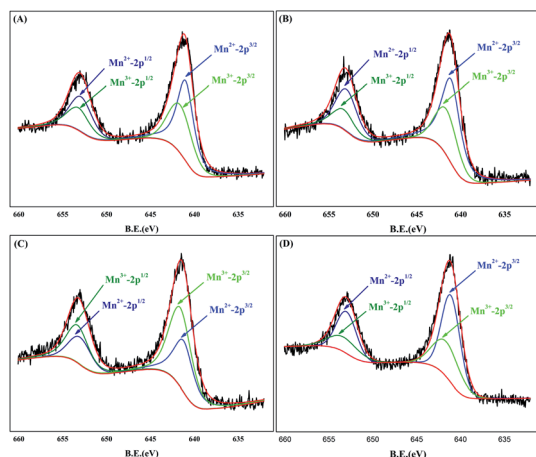 (A)
Mn²⁺-2p³/²
Mn²⁺-2p¹/²
Mn³⁺-2p¹/²
Mn³⁺-2p³/²
660 655 650 645 640 635
B.E.(eV)
(B)
Mn²⁺-2p³/²
Mn²⁺-2p¹/²
Mn³⁺-2p¹/²
Mn³⁺-2p³/²
660 655 650 645 640 635
B.E.(eV)
(C)
Mn³⁺-2p³/²
Mn³⁺-2p¹/²
Mn²⁺-2p¹/²
Mn²⁺-2p³/²
660 655 650 645 640 635
B.E.(eV)
(D)
Mn²⁺-2p³/²
Mn²⁺-2p¹/²
Mn³⁺-2p¹/²
Mn³⁺-2p³/²
660 655 650 645 640 635
B.E.(eV)